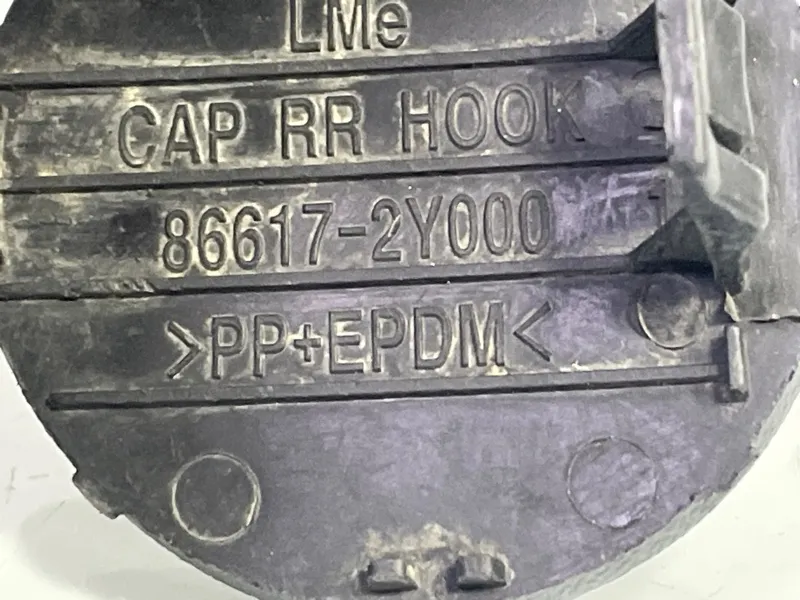 LMe
CAP RR HOOK
86617-2Y000
>PP+EPDM<